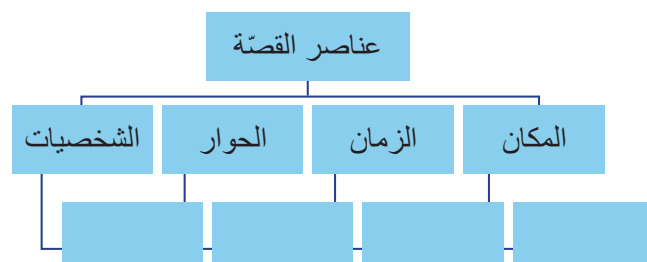 عناصر القصّة
المكان
الزمان
الحوار
الشخصيات